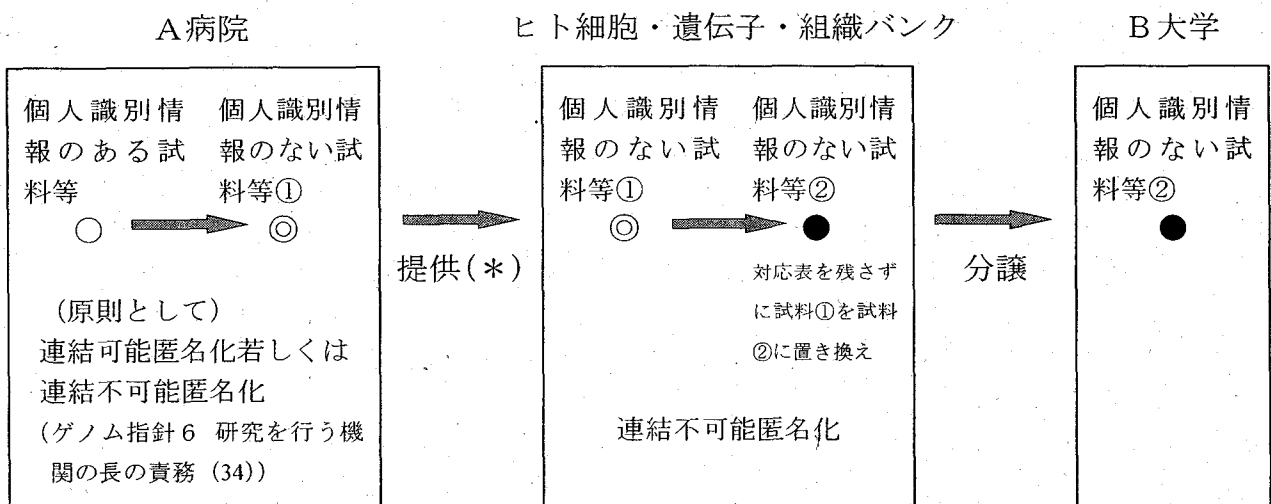 A病院
個人識別情
報のある試
料等
個人識別情
報のない試
料等①
(原則として)
連結可能匿名化若しくは
連結不可能匿名化
(ゲノム指針6 研究を行う機
関の長の責務 (34))
提供(*)
ヒト細胞・遺伝子・組織バンク
個人識別情
報のない試
料等①
個人識別情
報のない試
料等②
対応表を残さず
に試料①を試料
②に置き換え
連結不可能匿名化
分譲
B大学
個人識別情
報のない試
料等②